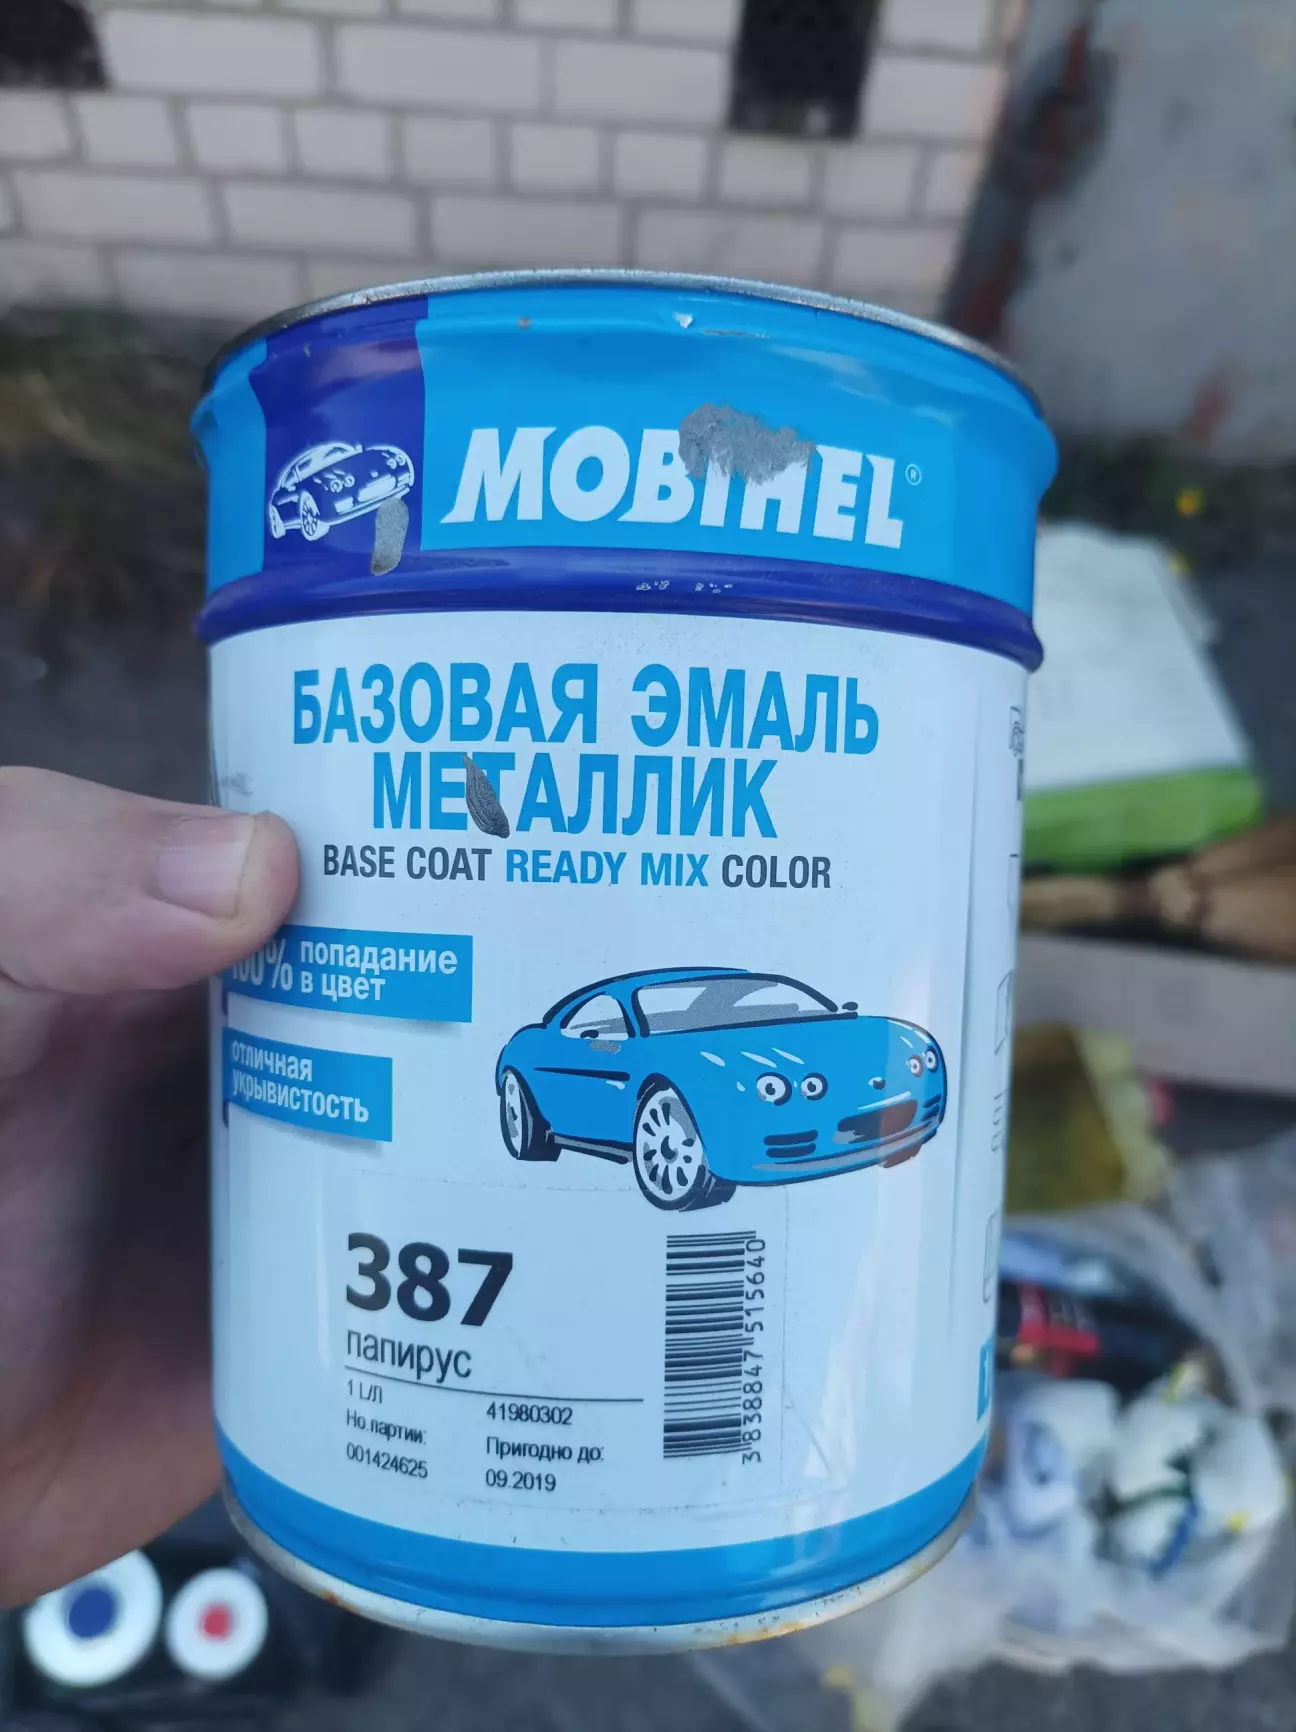 MOBIHEL®
БАЗОВАЯ ЭМАЛЬ
МЕТАЛЛИК
BASE COAT READY MIX COLOR
100% попадание
в цвет
отличная
укрывистость
387
папирус
1 L/Л
41980302
Но.партии:
001424625
Пригодно до:
09.2019
3838847515640